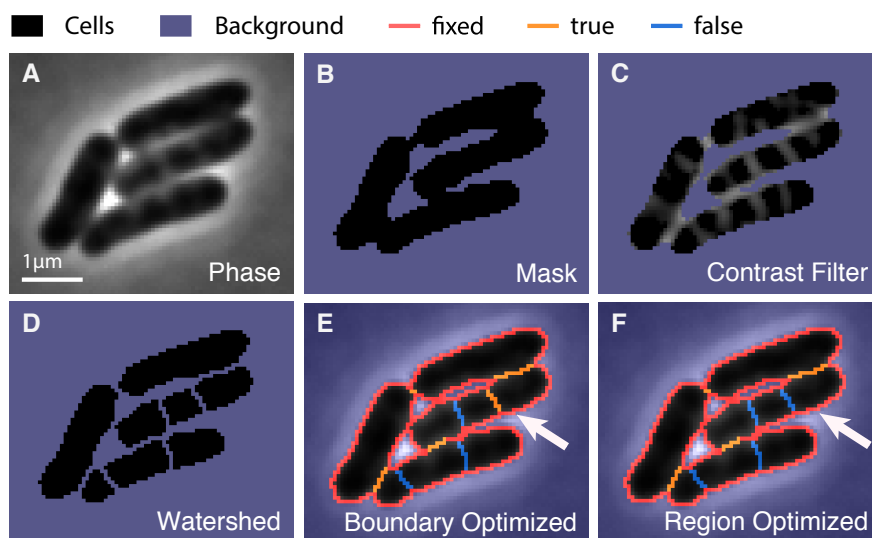 Cells Background fixed true false
A B C
1µm
Phase Mask Contrast Filter
D E F
Watershed Boundary Optimized Region Optimized